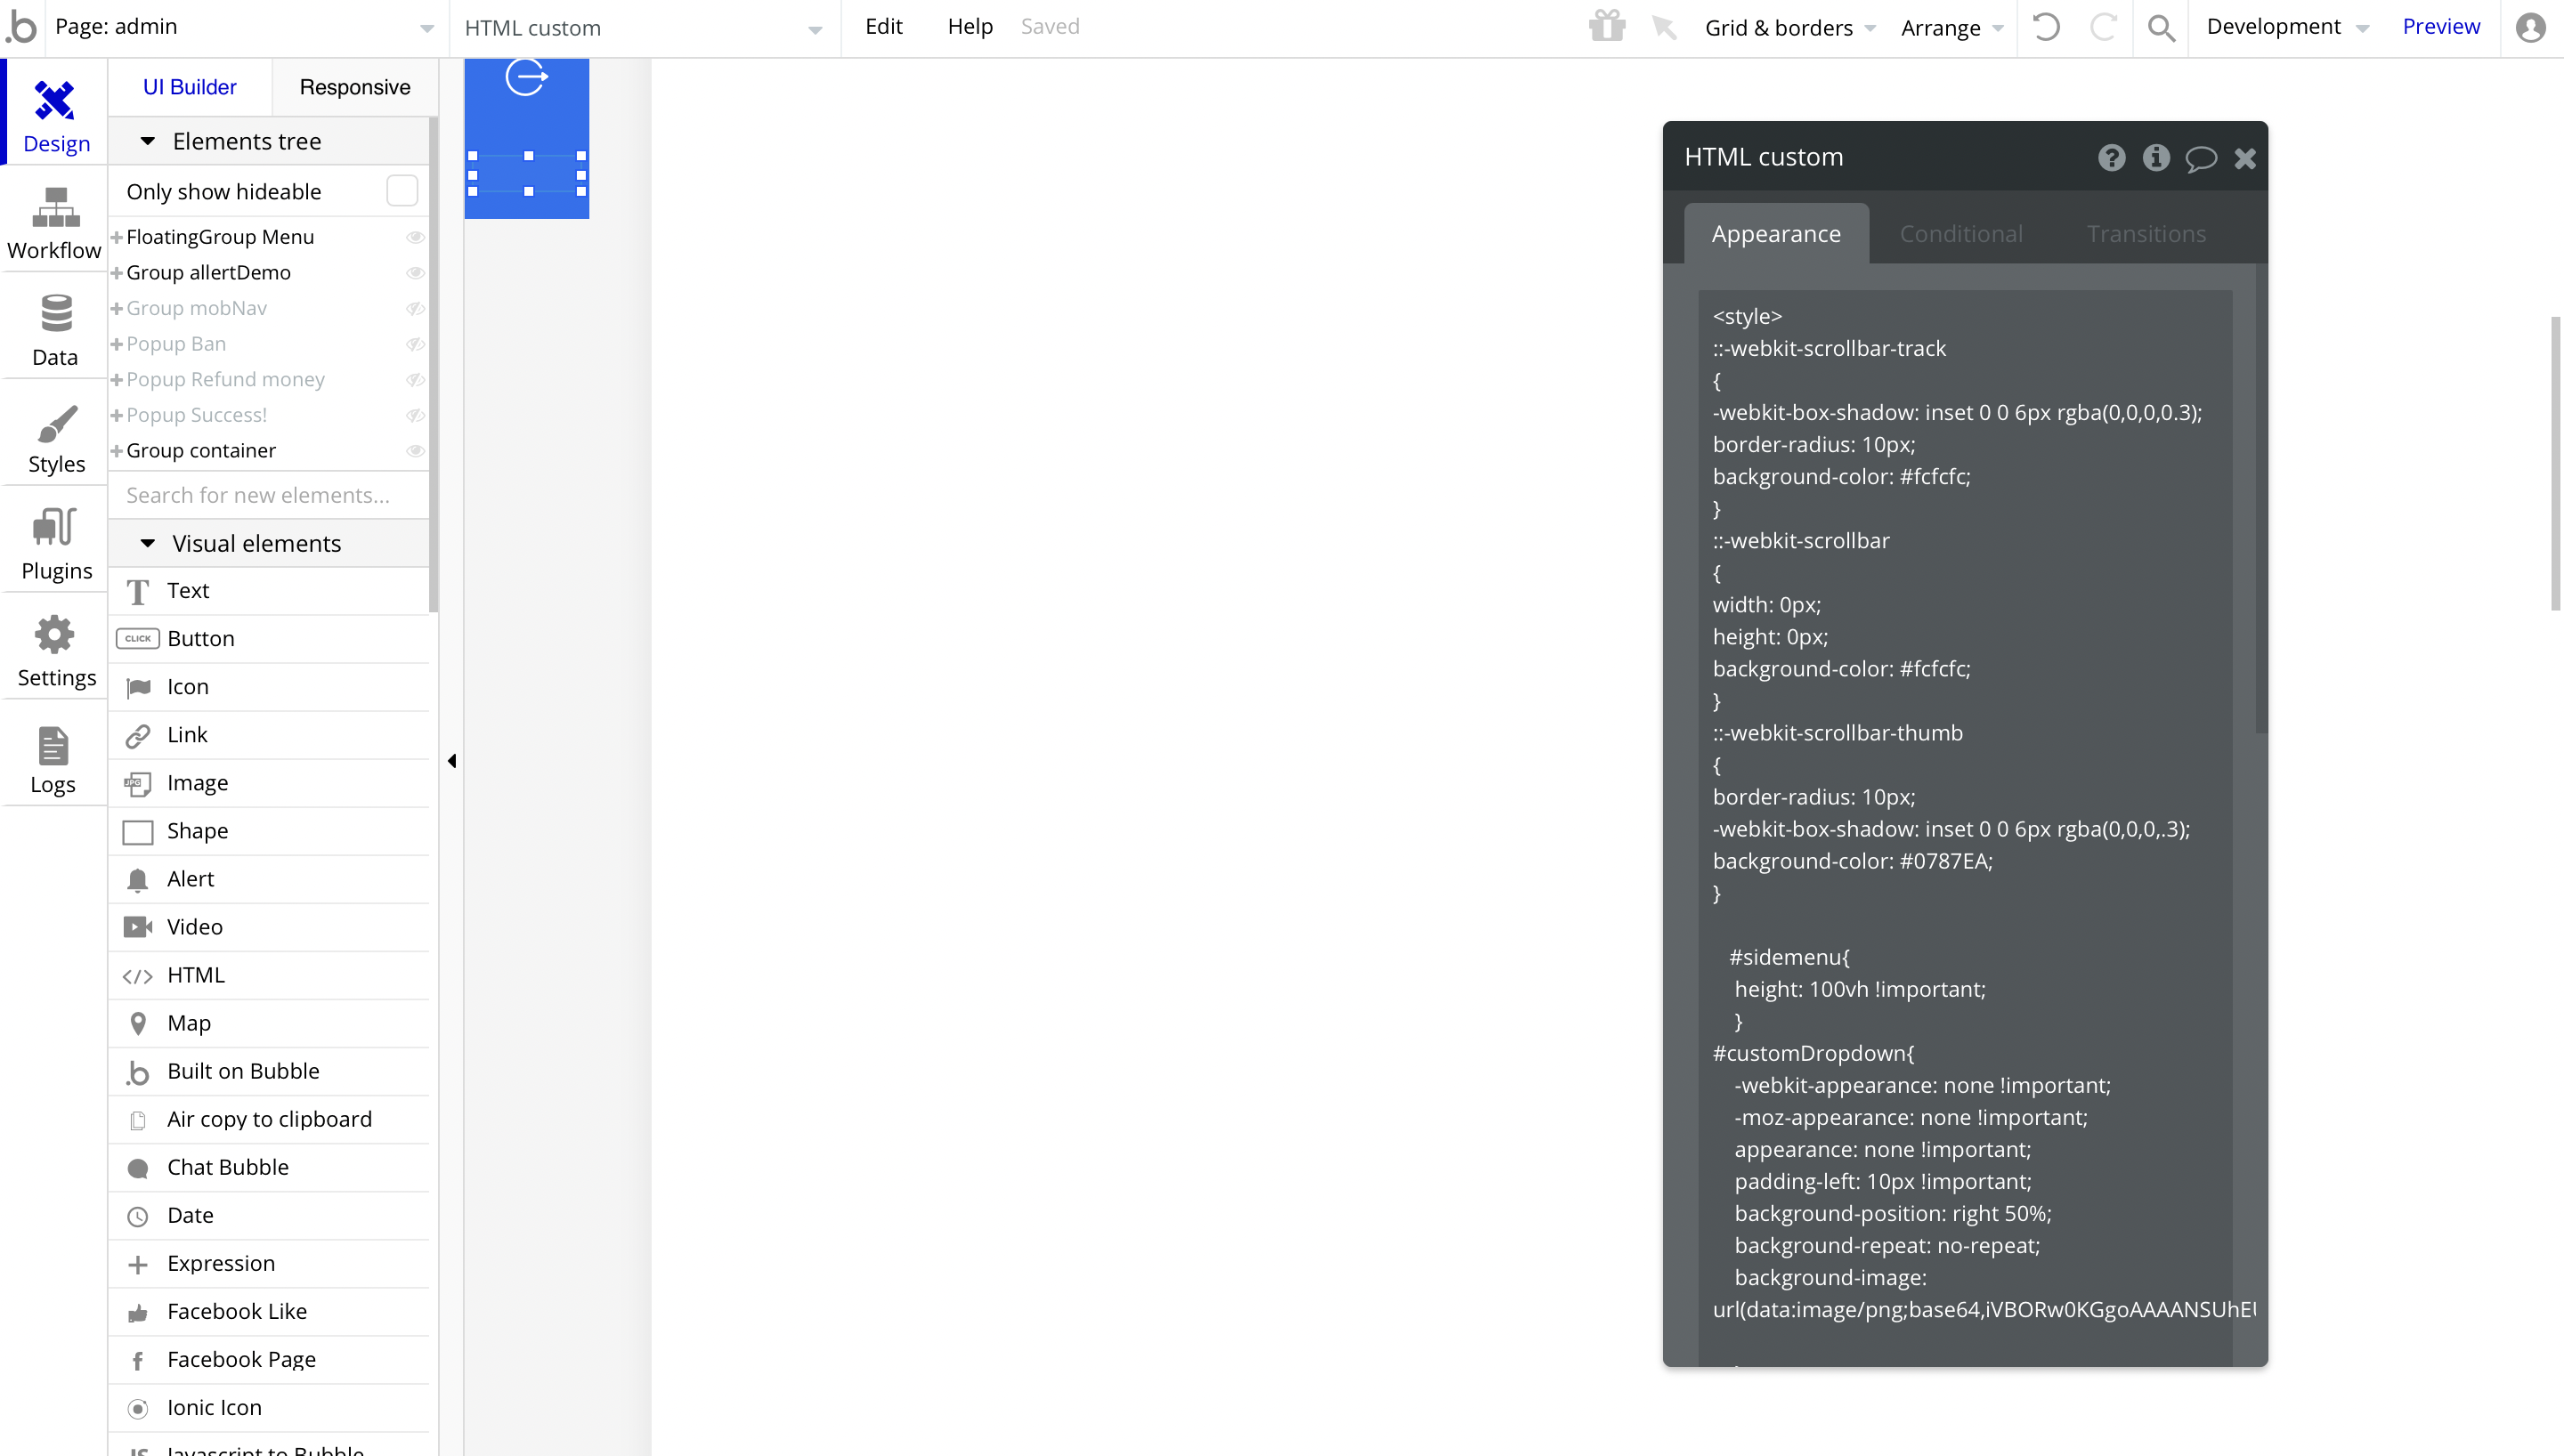 .b
Page: admin
HTML custom
Edit
Help
Saved
Grid & borders
Arrange
Development
Preview
Design
Workflow
Data
Styles
Plugins
Settings
Logs
UI Builder
Responsive
Elements tree
Only show hideable
FloatingGroup Menu
Group allertDemo
Group mobNav
Popup Ban
Popup Refund money
Popup Success!
Group container
Search for new elements...
Visual elements
Text
CLICK Button
Icon
Link
JPG Image
Shape
Alert
Video
</> HTML
Map
Built on Bubble
Air copy to clipboard
Chat Bubble
Date
Expression
Facebook Like
Facebook Page
Ionic Icon
Javascript to Bubble
HTML custom
Appearance
Conditional
Transitions
<style>
::-webkit-scrollbar-track
{
-webkit-box-shadow: inset 0 0 6px rgba(0,0,0,0.3);
border-radius: 10px;
background-color: #fcfcfc;
}
::-webkit-scrollbar
{
width: 0px;
height: 0px;
background-color: #fcfcfc;
}
::-webkit-scrollbar-thumb
{
border-radius: 10px;
-webkit-box-shadow: inset 0 0 6px rgba(0,0,0,.3);
background-color: #0787EA;
}
#sidemenu{
height: 100vh !important;
}
#customDropdown{
-webkit-appearance: none !important;
-moz-appearance: none !important;
appearance: none !important;
padding-left: 10px !important;
background-position: right 50%;
background-repeat: no-repeat;
background-image:
url(data:image/png;base64,iVBORw0KGgoAAAANSUhEU